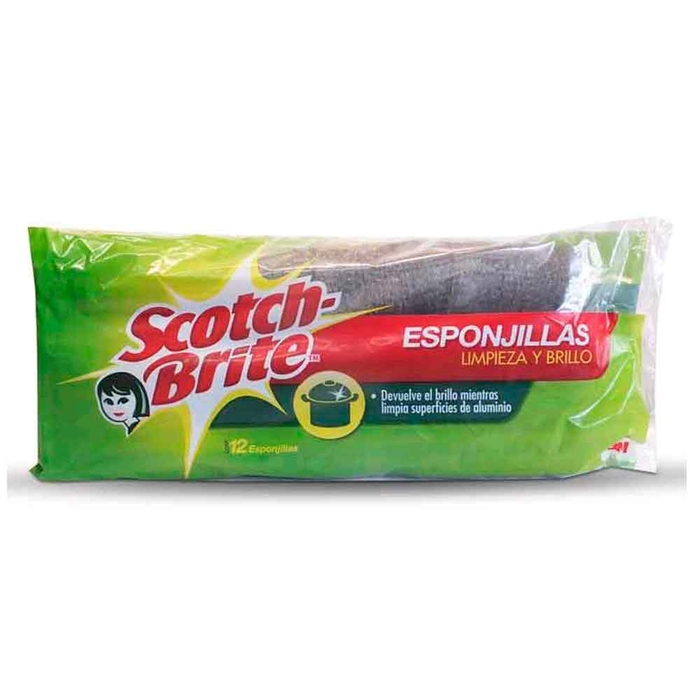 Scotch-
Brite™
ESPONJILLAS
LIMPIEZA Y BRILLO
• Devuelve el brillo mientras
limpia superficies de aluminio
12 Esponjillas